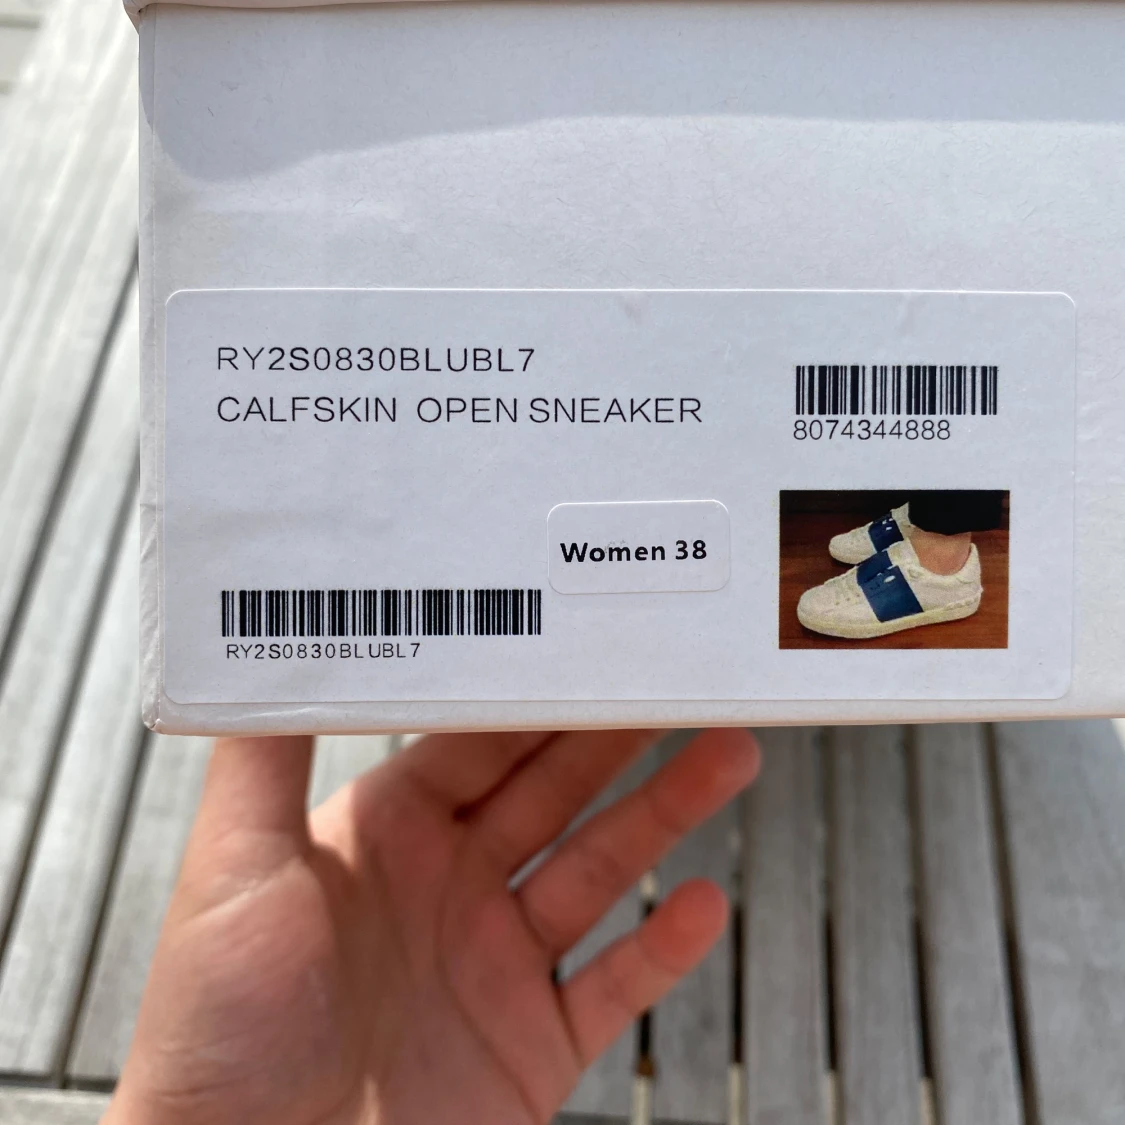 RY2S0830BLUBL7
CALFSKIN OPEN SNEAKER
8074344888
Women 38
RY2S0830BLUBL7